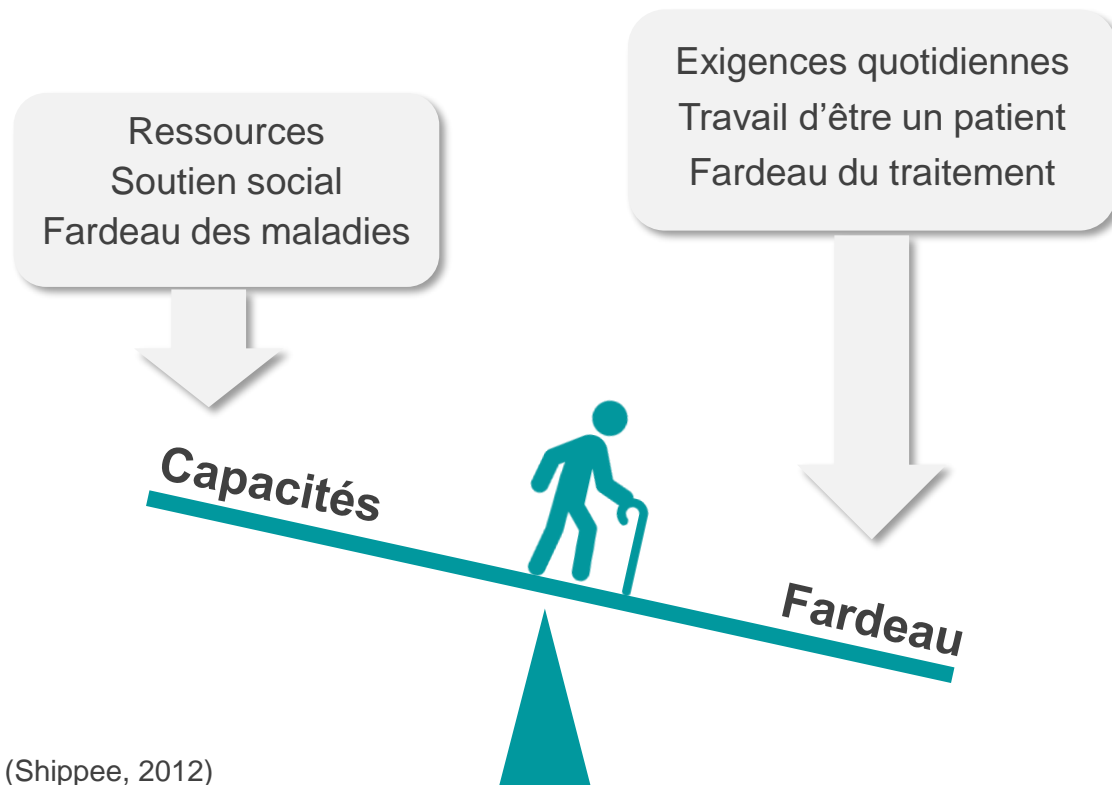 Ressources
Soutien social
Fardeau des maladies
Exigences quotidiennes
Travail d’être un patient
Fardeau du traitement
Capacités
Fardeau
(Shippee, 2012)